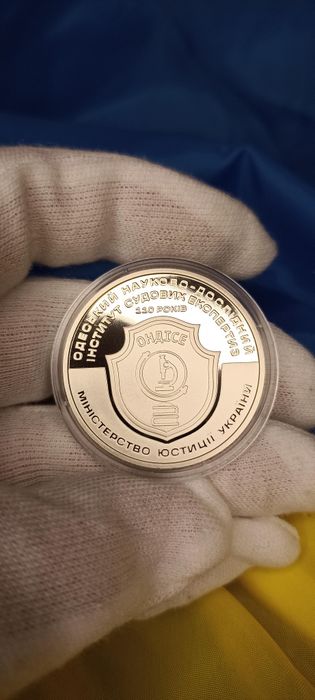 ОДЕСЬКИЙ НАУКОВО-ДОСЛІДНИЙ
ІНСТИТУТ СУДОВИХ ЕКСПЕРТИЗ
110 РОКІВ
ОНДІСЕ
МІНІСТЕРСТВО ЮСТИЦІЇ УКРАЇНИ